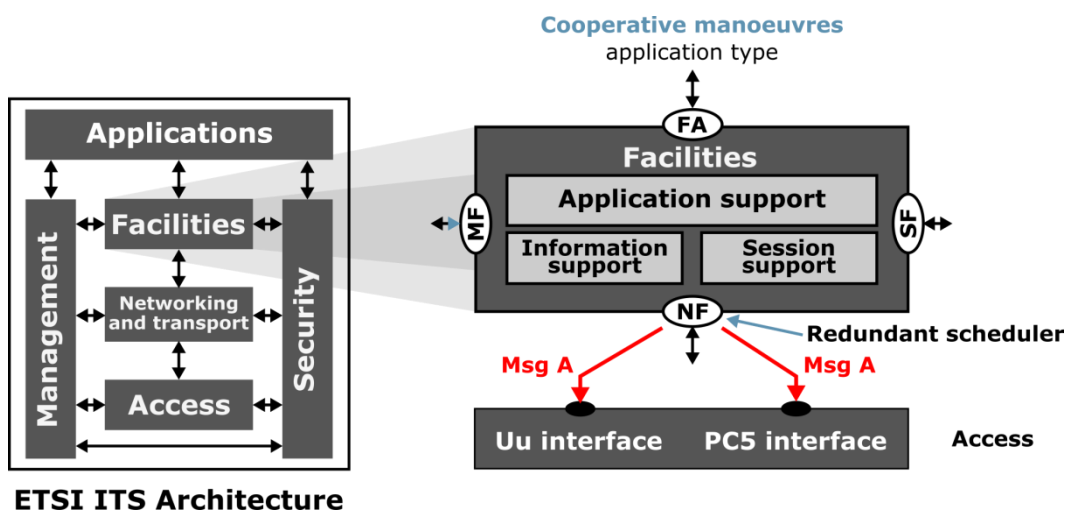 Cooperative manoeuvres
application type
Applications
Management
Facilities
Networking
and transport
Access
Security
ETSI ITS Architecture
FA
Facilities
MF
Application support
SF
Information
support
Session
support
NF
Redundant scheduler
Msg A
Msg A
Uu interface
PC5 interface
Access